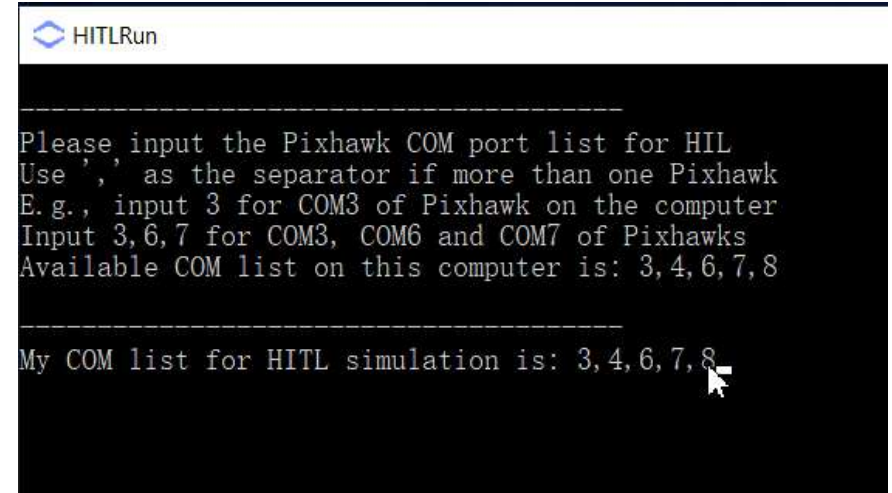 HITLRun
----------------------------------------
Please input the Pixhawk COM port list for HIL
Use ',' as the separator if more than one Pixhawk
E.g., input 3 for COM3 of Pixhawk on the computer
Input 3,6,7 for COM3, COM6 and COM7 of Pixhawks
Available COM list on this computer is: 3,4,6,7,8
----------------------------------------
My COM list for HITL simulation is: 3,4,6,7,8